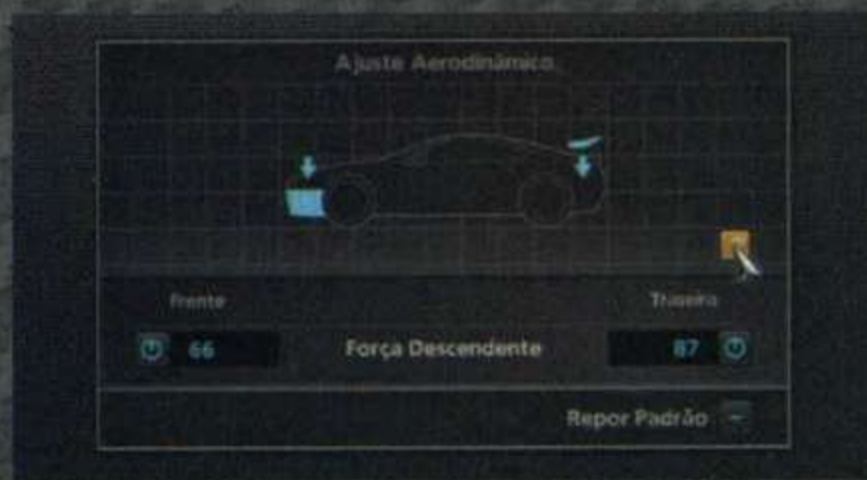 Ajuste Aerodinâmico
Frente Traseira
66 Força Descendente 87
Repor Padrão